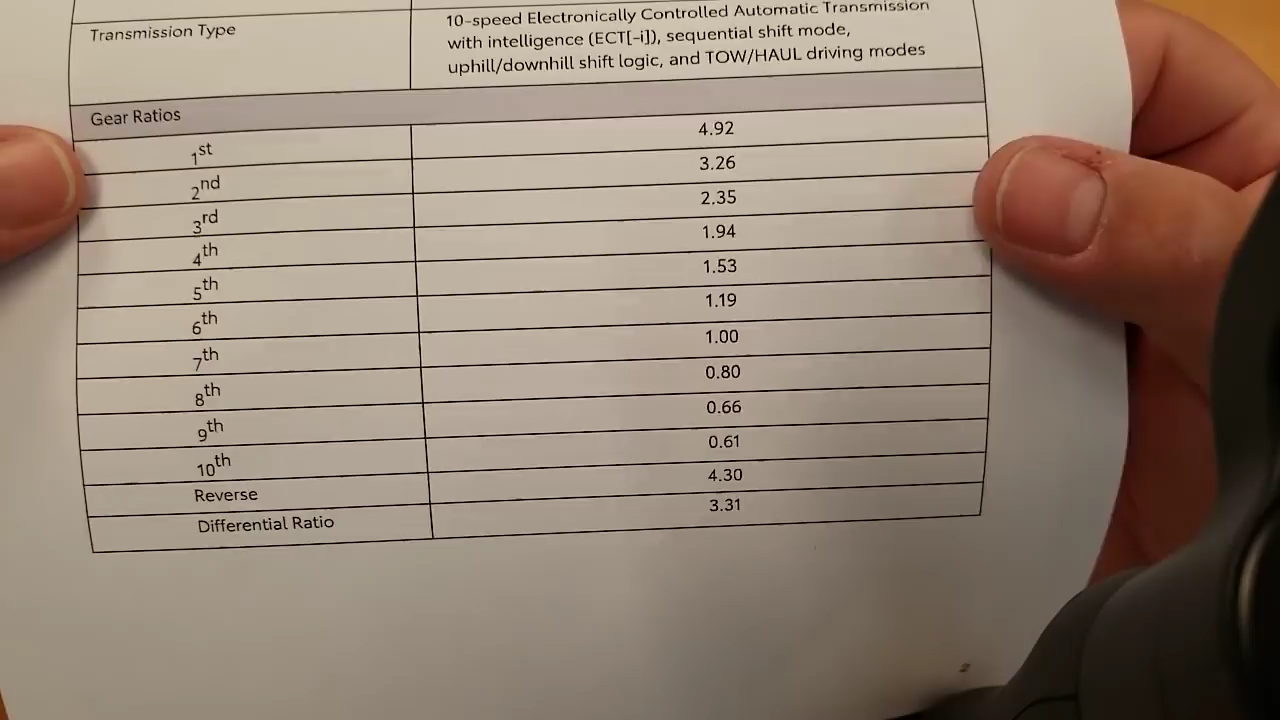 Transmission Type
10-speed Electronically Controlled Automatic Transmission
with intelligence (ECT[-i]), sequential shift mode,
uphill/downhill shift logic, and TOW/HAUL driving modes
Gear Ratios
1st 4.92
2nd 3.26
3rd 2.35
4th 1.94
5th 1.53
6th 1.19
7th 1.00
8th 0.80
9th 0.66
10th 0.61
Reverse 4.30
Differential Ratio 3.31
2